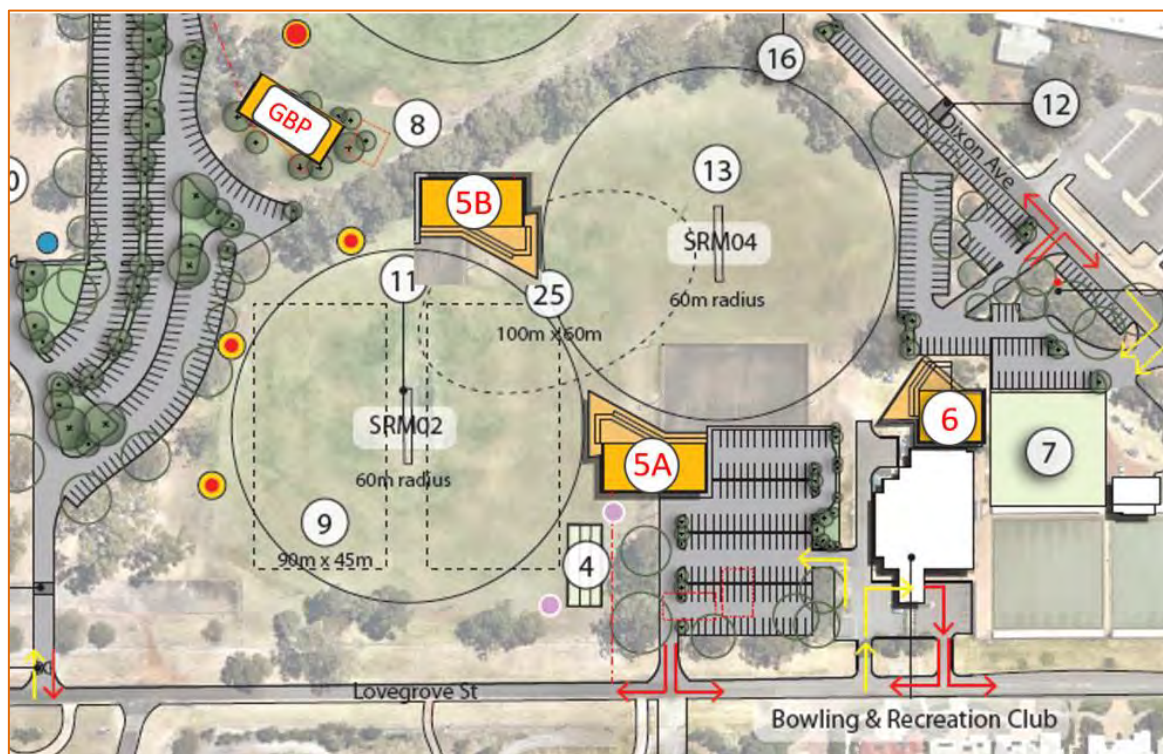 16
12
Dixon Ave
GBP
8
13
5B
SRM04
60m radius
11
25
100m x 60m
6
SRM02
60m radius
5A
7
9
90m x 45m
4
Lovegrove St
Bowling & Recreation Club